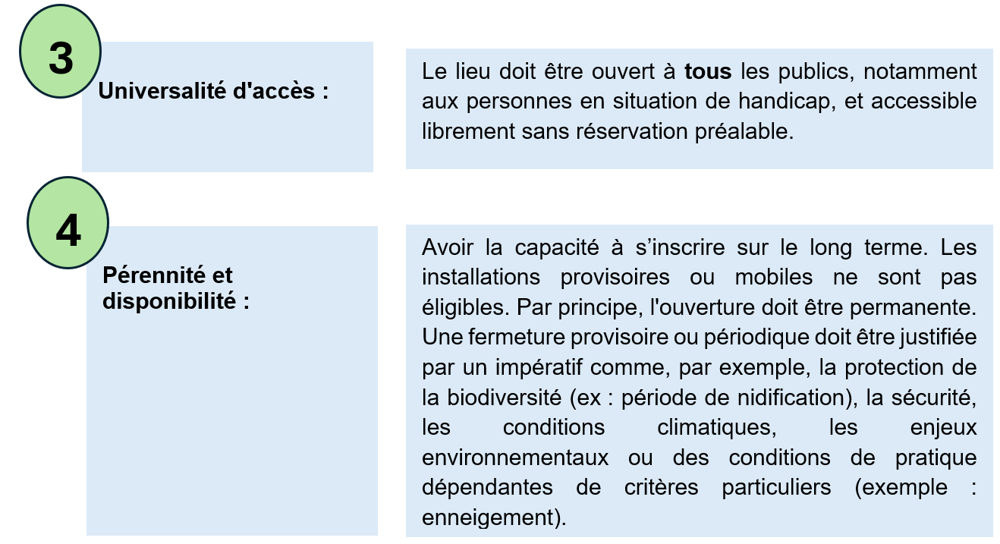 3
Universalité d'accès :
Le lieu doit être ouvert à tous les publics, notamment
aux personnes en situation de handicap, et accessible
librement sans réservation préalable.
4
Pérennité et
disponibilité :
Avoir la capacité à s’inscrire sur le long terme. Les
installations provisoires ou mobiles ne sont pas
éligibles. Par principe, l'ouverture doit être permanente.
Une fermeture provisoire ou périodique doit être justifiée
par un impératif comme, par exemple, la protection de
la biodiversité (ex : période de nidification), la sécurité,
les conditions climatiques, les enjeux
environnementaux ou des conditions de pratique
dépendantes de critères particuliers (exemple :
enneigement).